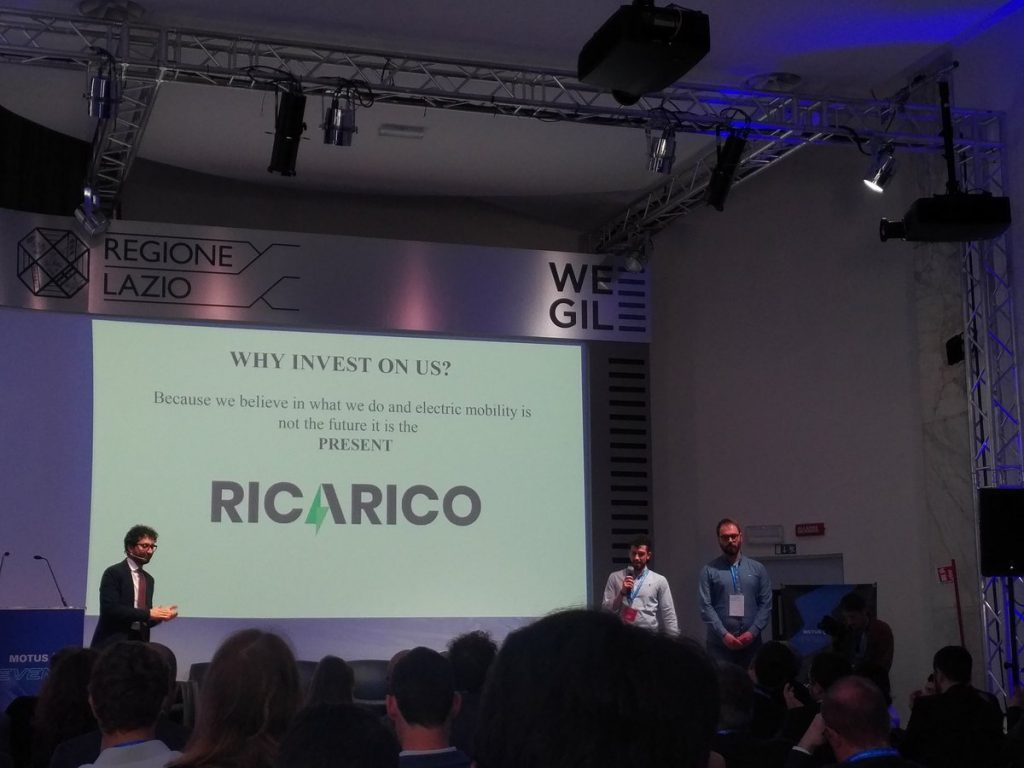 REGIONE
LAZIO
WE
GIL
WHY INVEST ON US?
Because we believe in what we do and electric mobility is
not the future it is the
PRESENT
RICARICO
MOTUS